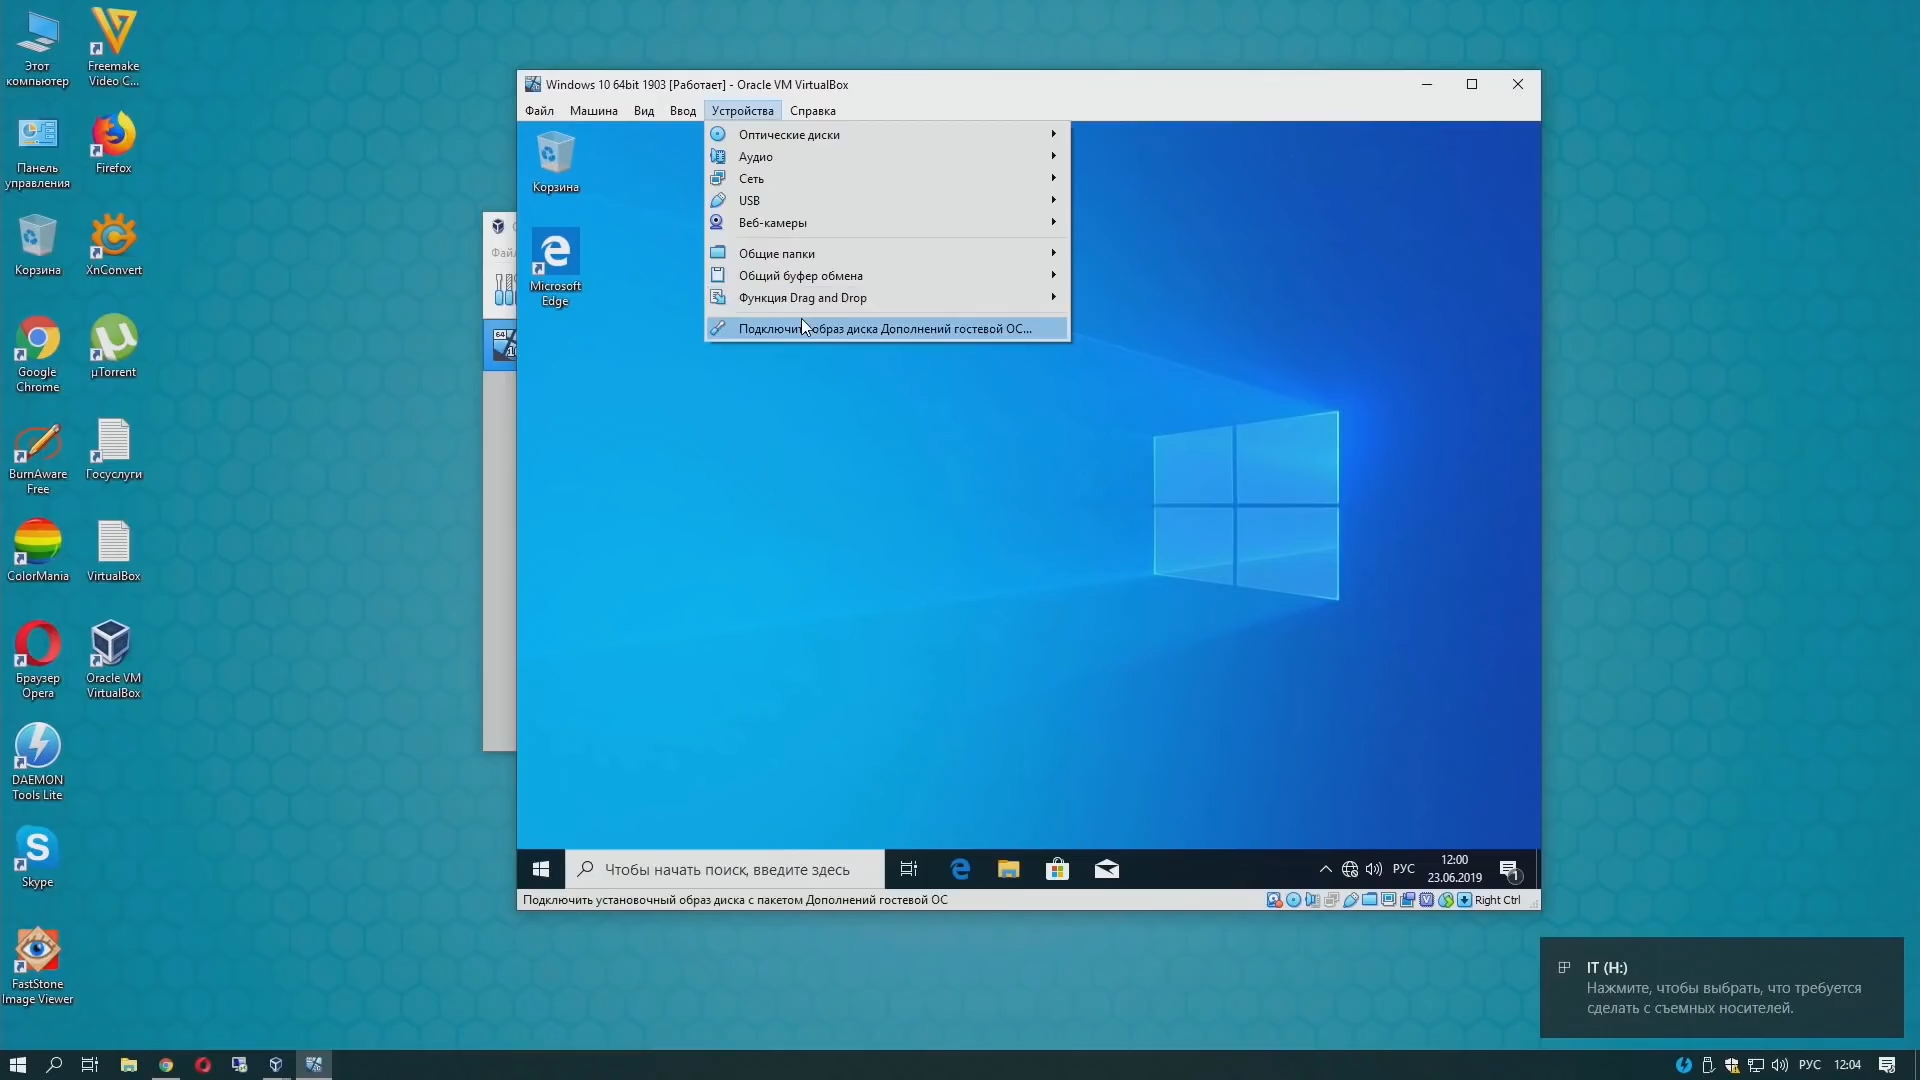 Этот
компьютер
Freemake
Video C...
Панель
управления
Firefox
Корзина
XnConvert
Google
Chrome
µTorrent
BurnAware
Free
Госуслуги
ColorMania
VirtualBox
Браузер
Opera
Oracle VM
VirtualBox
DAEMON
Tools Lite
Skype
FastStone
Image Viewer
Файл
64
Windows 10 64bit 1903 [Работает] - Oracle VM VirtualBox
Файл Машина Вид Ввод Устройства Справка
Оптические диски
Аудио
Сеть
USB
Веб-камеры
Общие папки
Общий буфер обмена
Функция Drag and Drop
Подключить образ диска Дополнений гостевой ОС...
Корзина
Microsoft
Edge
Чтобы начать поиск, введите здесь
РУС
12:00
23.06.2019
1
Подключить установочный образ диска с пакетом Дополнений гостевой ОС
Right Ctrl
IT (H:)
Нажмите, чтобы выбрать, что требуется
сделать с съемных носителей.
РУС 12:04